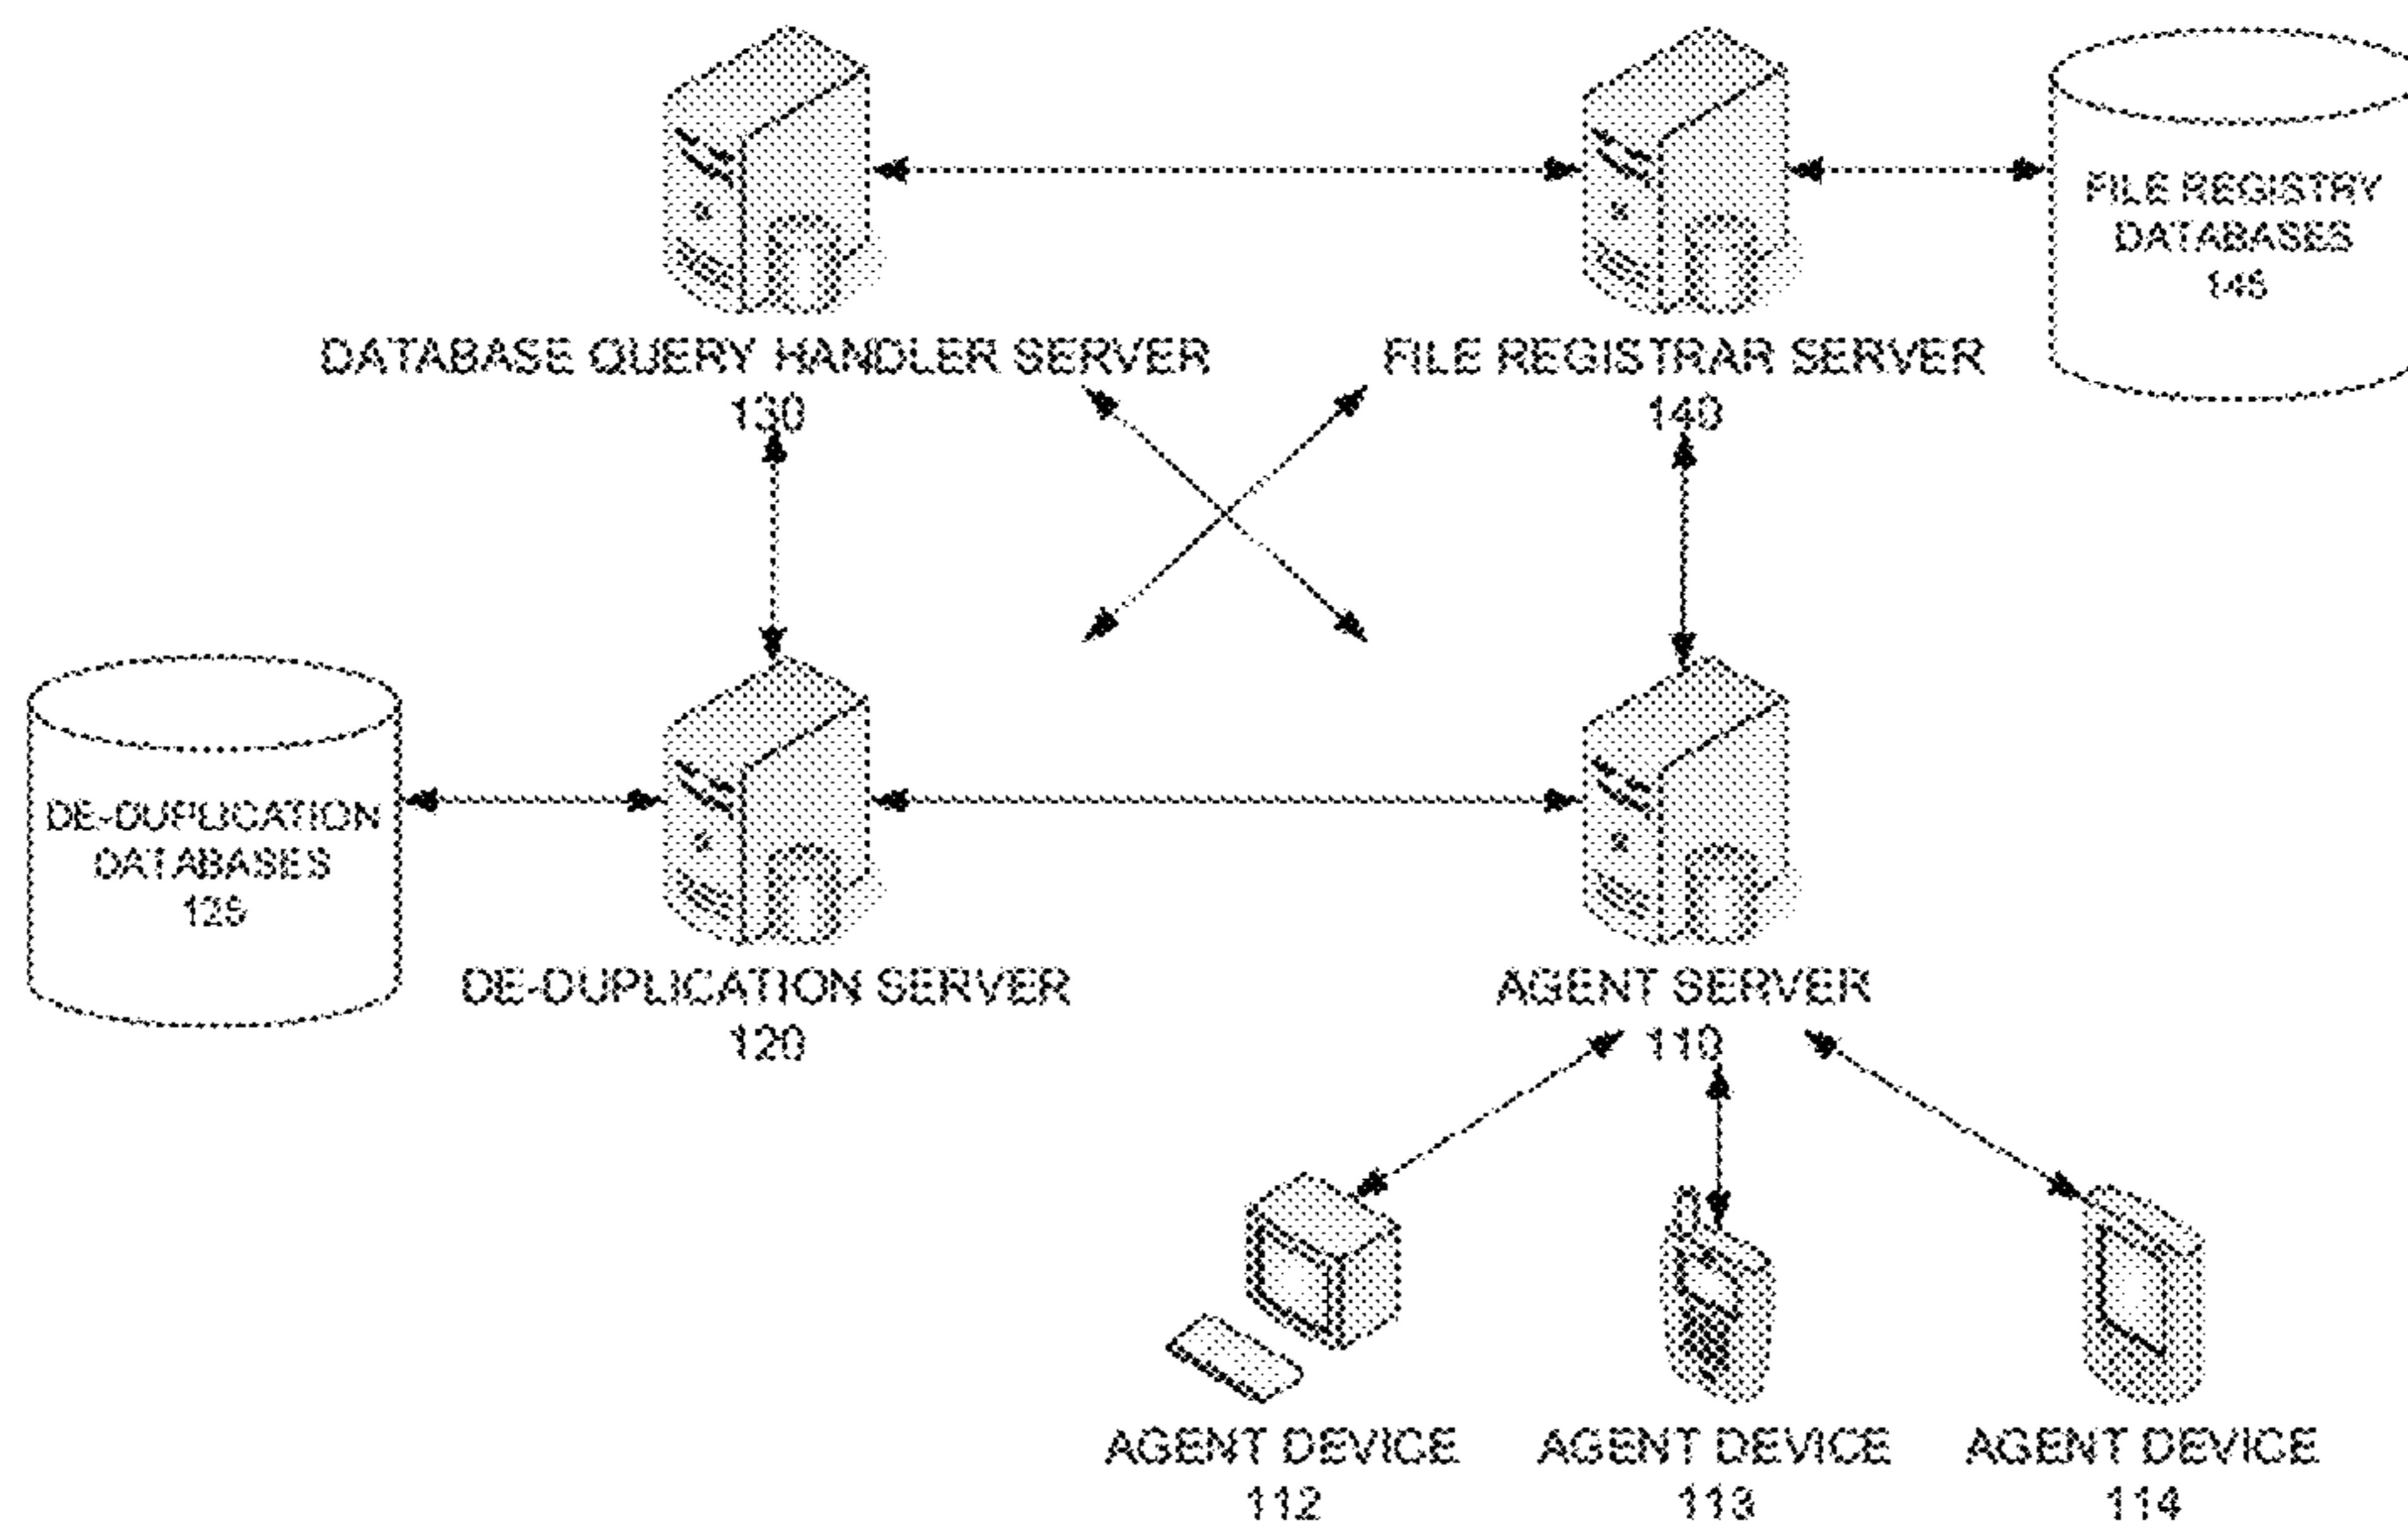 FILE REGISTRY
DATABASES
145
DATABASE QUERY HANDLER SERVER
130
FILE REGISTRAR SERVER
140
DE-DUPLICATION
DATABASES
125
DE-DUPLICATION SERVER
120
AGENT SERVER
110
AGENT DEVICE
112
AGENT DEVICE
113
AGENT DEVICE
114